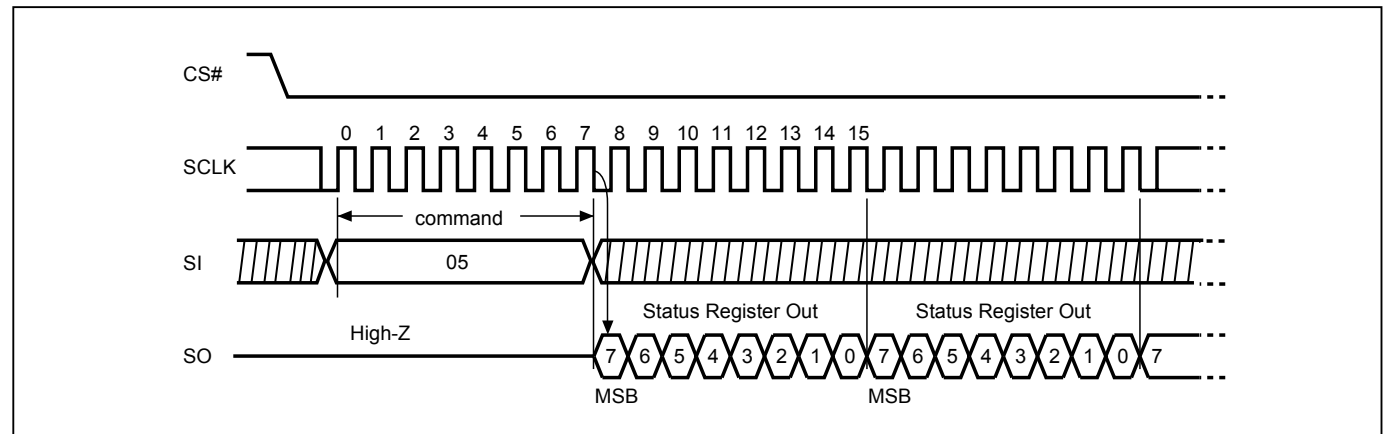 CS#
0 1 2 3 4 5 6 7 8 9 10 11 12 13 14 15
SCLK
command
SI 05
Status Register Out Status Register Out
High-Z
SO 7 6 5 4 3 2 1 0 7 6 5 4 3 2 1 0 7
MSB MSB